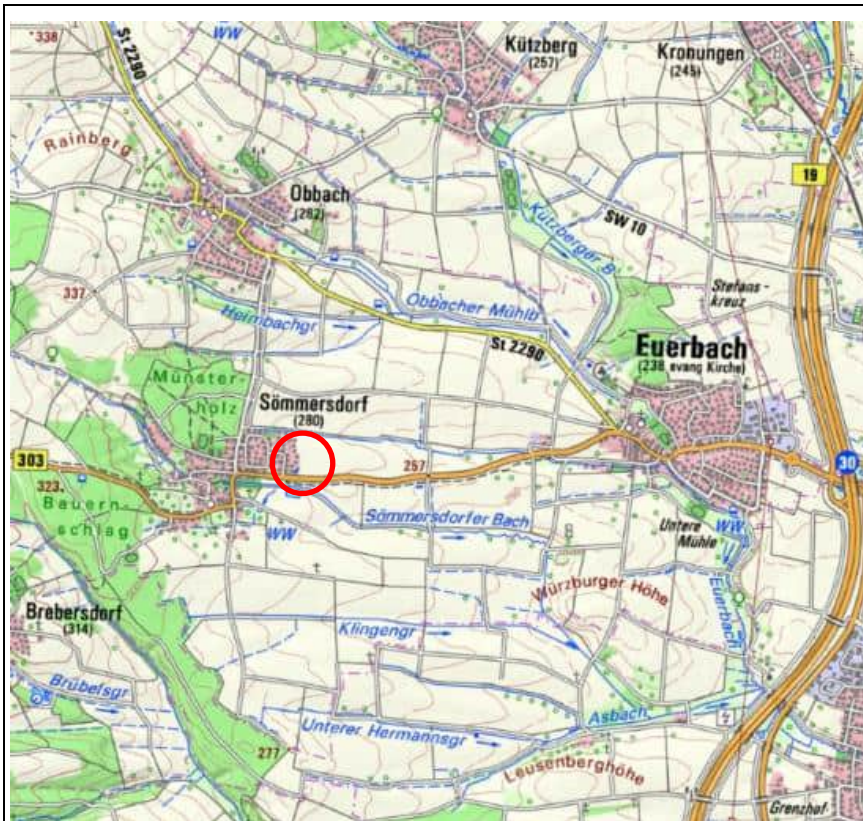 338
St 2290
WW
Kützberg
(257)
Kronungen
(245)
19
Rainberg
Obbach
(282)
SW 10
Kützberger B
337
Heimbachgr
Obbacher Mühlb
St 2290
Stefans-
kreuz
Euerbach
(238 evang Kirche)
Münster-
holz
Sömmersdorf
(280)
303
323
257
30
Bauern-
schlag
WW
Sömmersdorfer Bach
Untere
Mühle
WW
Würzburger Höhe
Euerbach
Brebersdorf
(314)
Klingengr
Brübelsgr
Unterer Hermannsgr
Asbach
277
Leusenberghöhe
Grenzhof-